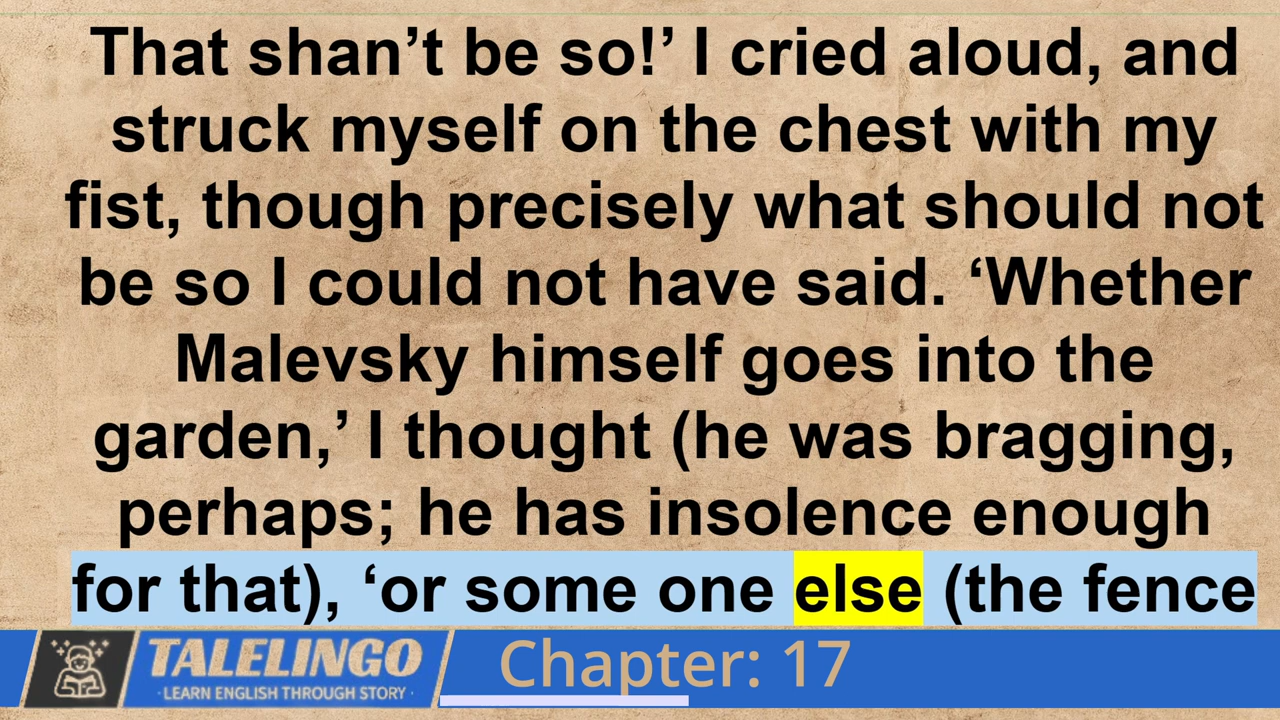 That shan’t be so!’ I cried aloud, and
struck myself on the chest with my
fist, though precisely what should not
be so I could not have said. ‘Whether
Malevsky himself goes into the
garden,’ I thought (he was bragging,
perhaps; he has insolence enough
for that), ‘or some one else (the fence
TALELINGO
· LEARN ENGLISH THROUGH STORY ·
Chapter: 17